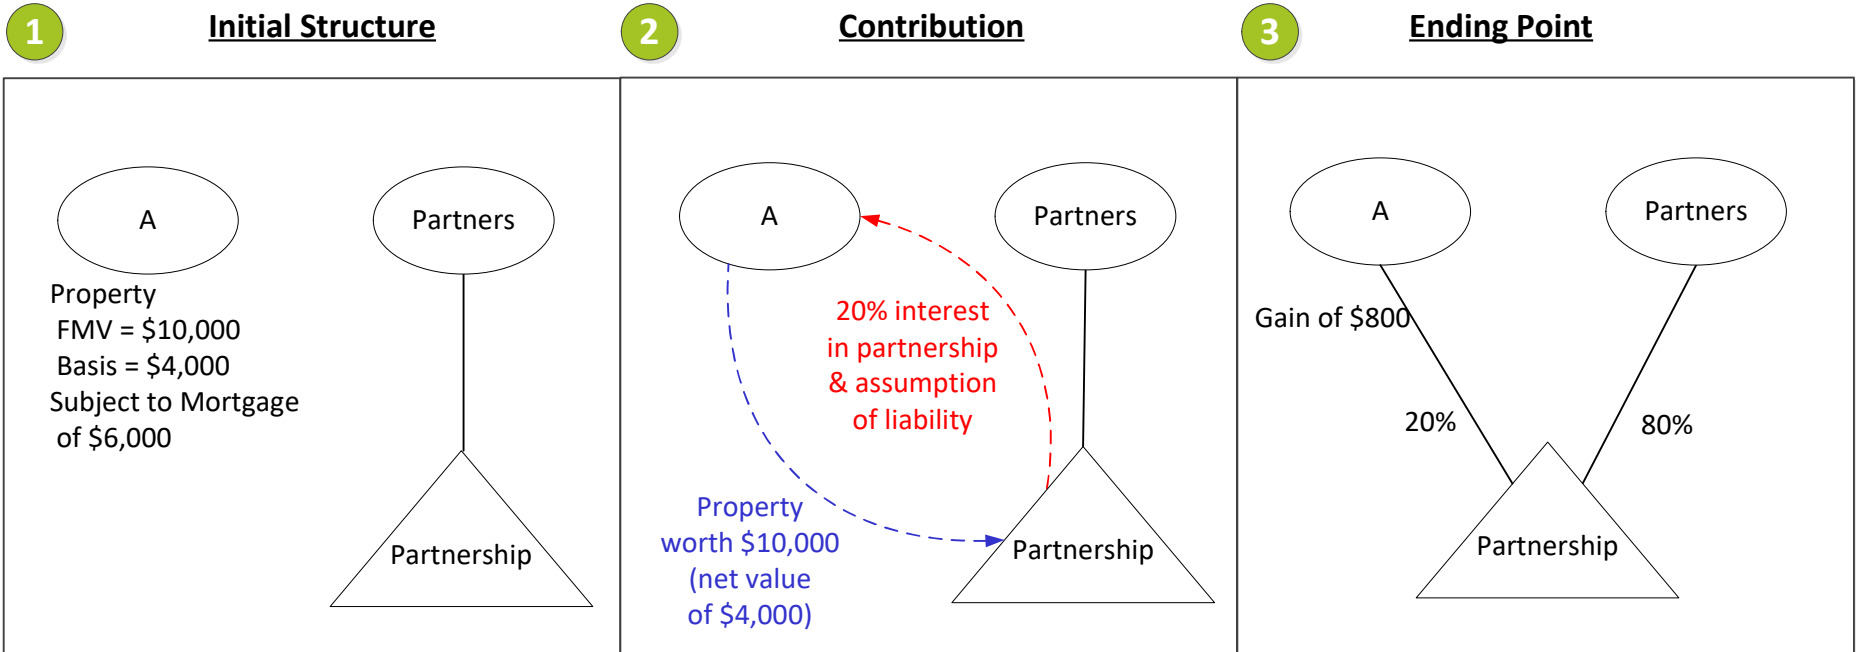 1
Initial Structure
A
Partners
Property
FMV = $10,000
Basis = $4,000
Subject to Mortgage
of $6,000
Partnership
2
Contribution
A
Partners
20% interest
in partnership
& assumption
of liability
Property
worth $10,000
(net value
of $4,000)
Partnership
3
Ending Point
A
Partners
Gain of $800
20%
80%
Partnership